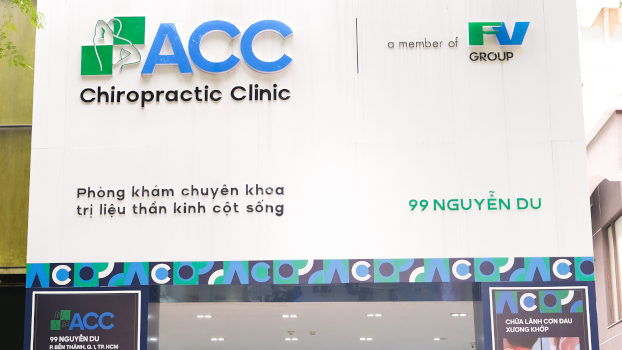 ACC
Chiropractic Clinic
a member of
FV
GROUP
Phòng khám chuyên khoa
trị liệu thần kinh cột sống
99 NGUYỄN DU
ACC
99 NGUYỄN DU
P. BẾN THÀNH, Q. 1, TP. HCM
CHỮA LÀNH CƠN ĐAU
XƯƠNG KHỚP